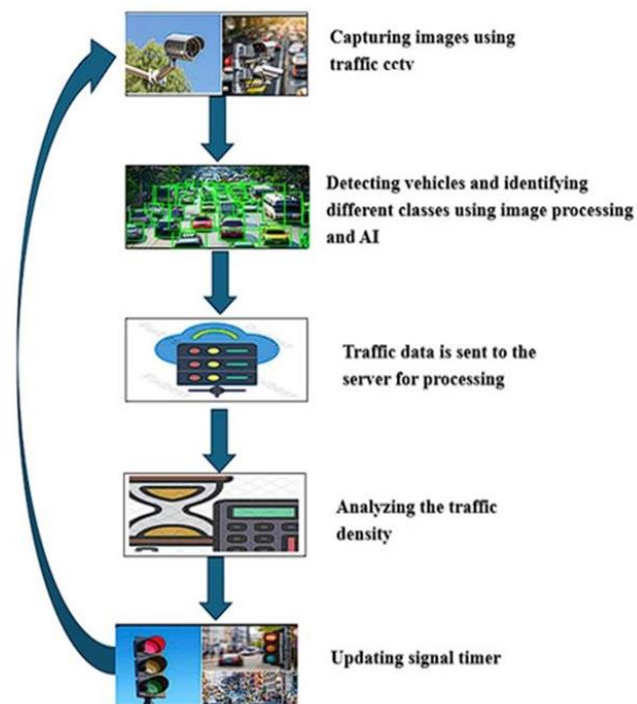 Capturing images using
traffic cctv
Detecting vehicles and identifying
different classes using image processing
and AI
Traffic data is sent to the
server for processing
Analyzing the traffic
density
Updating signal timer